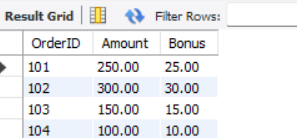 Result Grid Filter Rows:
OrderID Amount Bonus
101 250.00 25.00
102 300.00 30.00
103 150.00 15.00
104 100.00 10.00